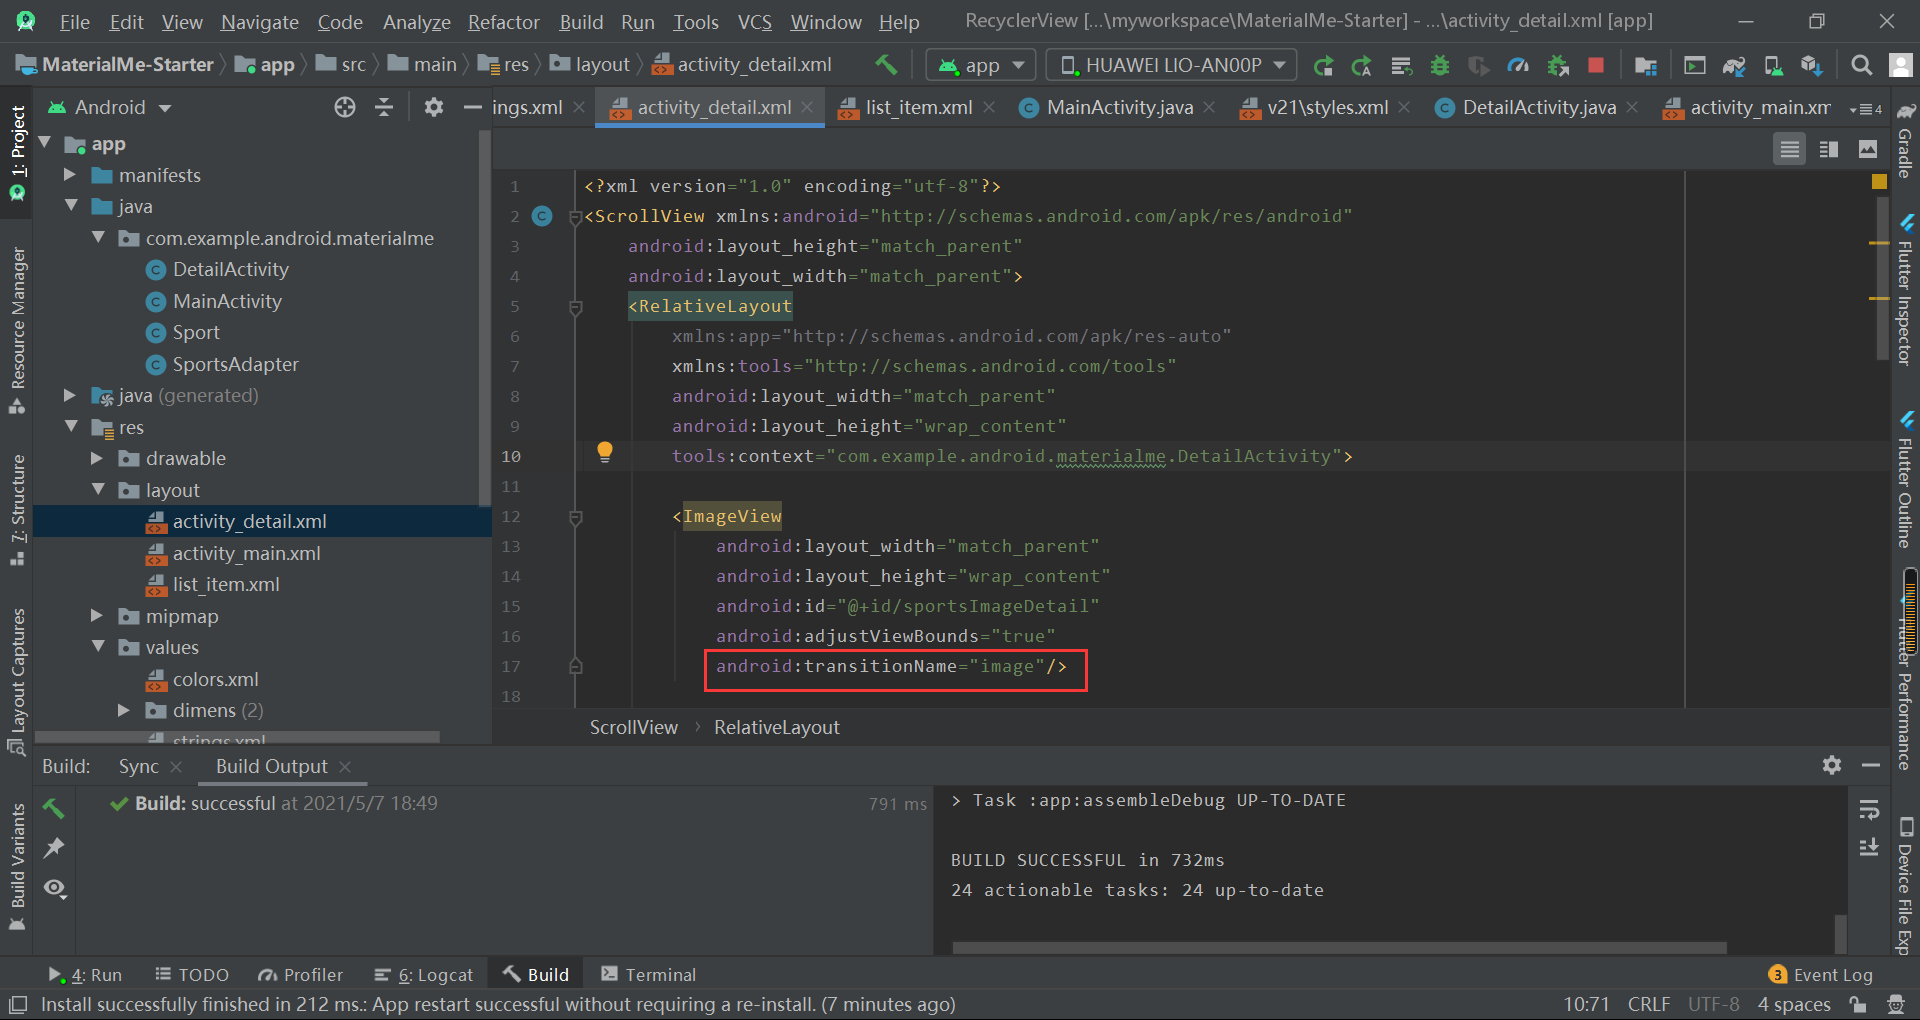 File Edit View Navigate Code Analyze Refactor Build Run Tools VCS Window Help RecyclerView [...\myworkspace\MaterialMe-Starter] - ...\activity_detail.xml [app]
MaterialMe-Starter app src main res layout activity_detail.xml app HUAWEI LIO-AN00P
Android
ings.xml activity_detail.xml list_item.xml MainActivity.java v21\styles.xml DetailActivity.java activity_main.xm 4
1: Project
Resource Manager
7: Structure
Layout Captures
Build Variants
app
manifests
java
com.example.android.materialme
DetailActivity
MainActivity
Sport
SportsAdapter
java (generated)
res
drawable
layout
activity_detail.xml
activity_main.xml
list_item.xml
mipmap
values
colors.xml
dimens (2)
strings.xml
1 <?xml version="1.0" encoding="utf-8"?>
2 <ScrollView xmlns:android="http://schemas.android.com/apk/res/android"
3 android:layout_height="match_parent"
4 android:layout_width="match_parent">
5 <RelativeLayout
6 xmlns:app="http://schemas.android.com/apk/res-auto"
7 xmlns:tools="http://schemas.android.com/tools"
8 android:layout_width="match_parent"
9 android:layout_height="wrap_content"
10 tools:context="com.example.android.materialme.DetailActivity">
11
12 <ImageView
13 android:layout_width="match_parent"
14 android:layout_height="wrap_content"
15 android:id="@+id/sportsImageDetail"
16 android:adjustViewBounds="true"
17 android:transitionName="image"/>
18
ScrollView RelativeLayout
Gradle
Flutter Inspector
Flutter Outline
Performance
Device File Exp
Build: Sync Build Output
Build: successful at 2021/5/7 18:49 791 ms
> Task :app:assembleDebug UP-TO-DATE
BUILD SUCCESSFUL in 732ms
24 actionable tasks: 24 up-to-date
4: Run TODO Profiler 6: Logcat Build Terminal 3 Event Log
Install successfully finished in 212 ms.: App restart successful without requiring a re-install. (7 minutes ago) 10:71 CRLF UTF-8 4 spaces